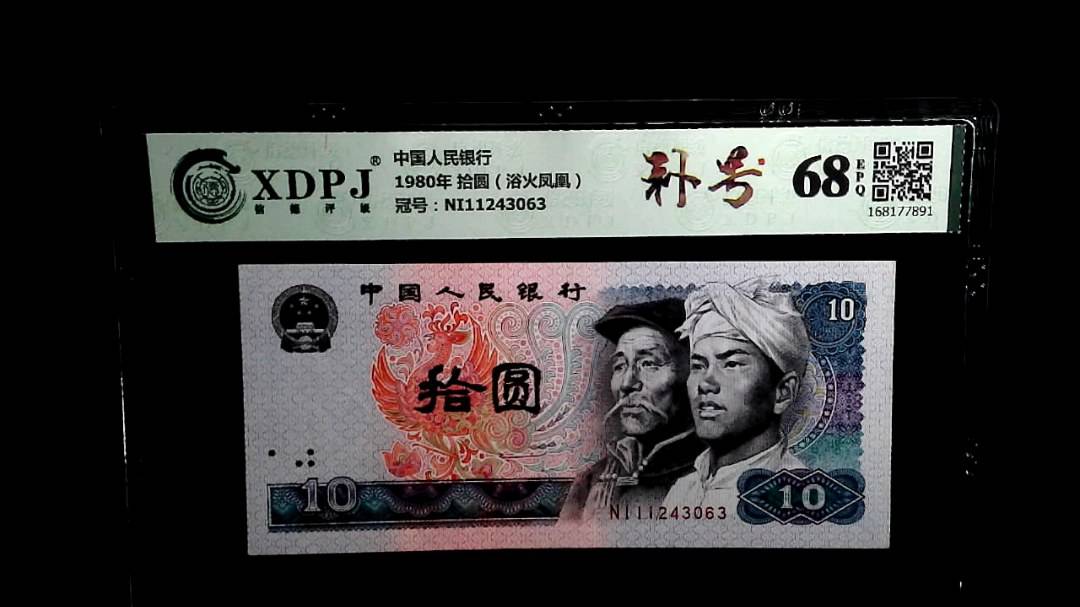 XDPJ®
信德评级
中国人民银行
1980年 拾圆（浴火凤凰）
冠号：NI11243063
补号
68
EPQ
168177891
中国人民银行
10
拾圆
10
10
NI11243063